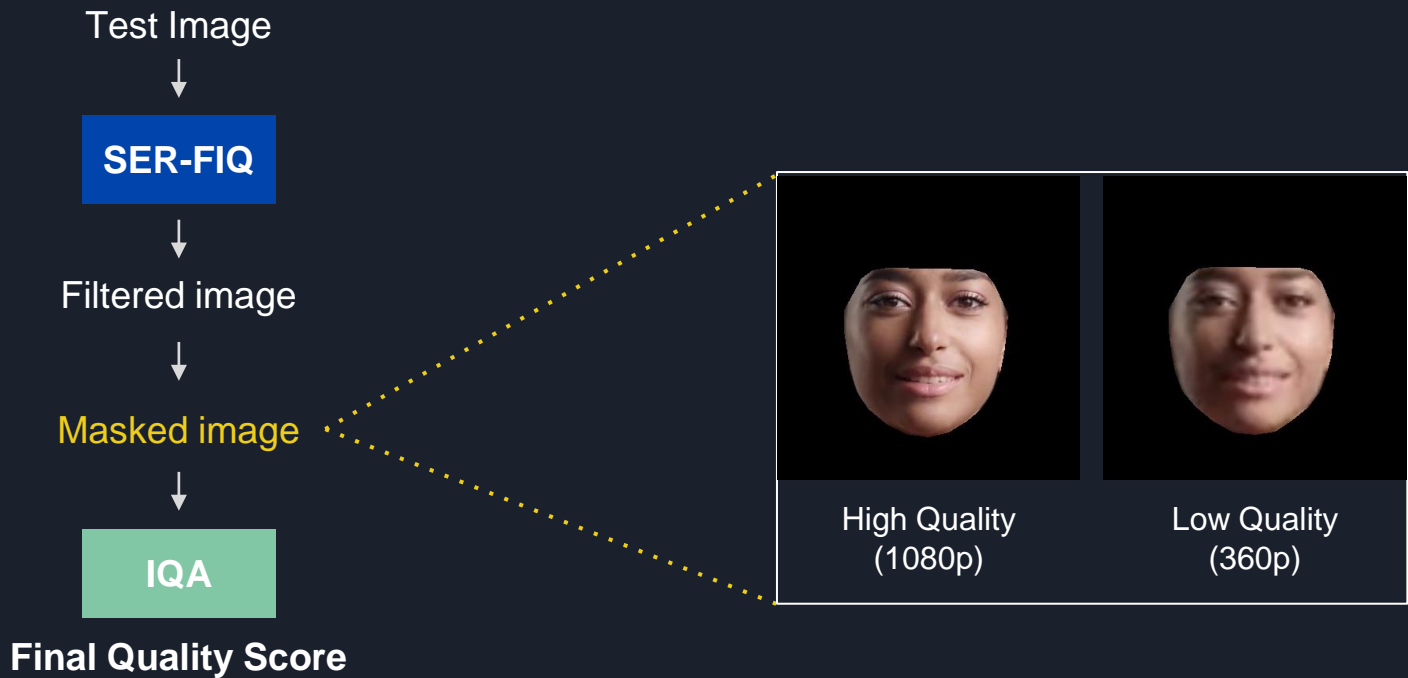 Test Image
SER-FIQ
Filtered image
Masked image
IQA
Final Quality Score
High Quality
(1080p)
Low Quality
(360p)